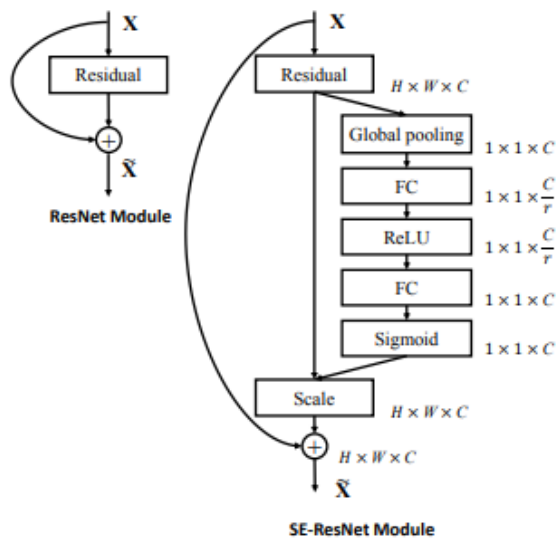 X
Residual
+
X̃
ResNet Module
X
Residual
H × W × C
Global pooling
1 × 1 × C
FC
1 × 1 × C/r
ReLU
1 × 1 × C/r
FC
1 × 1 × C
Sigmoid
1 × 1 × C
Scale
H × W × C
+
H × W × C
X̃
SE-ResNet Module